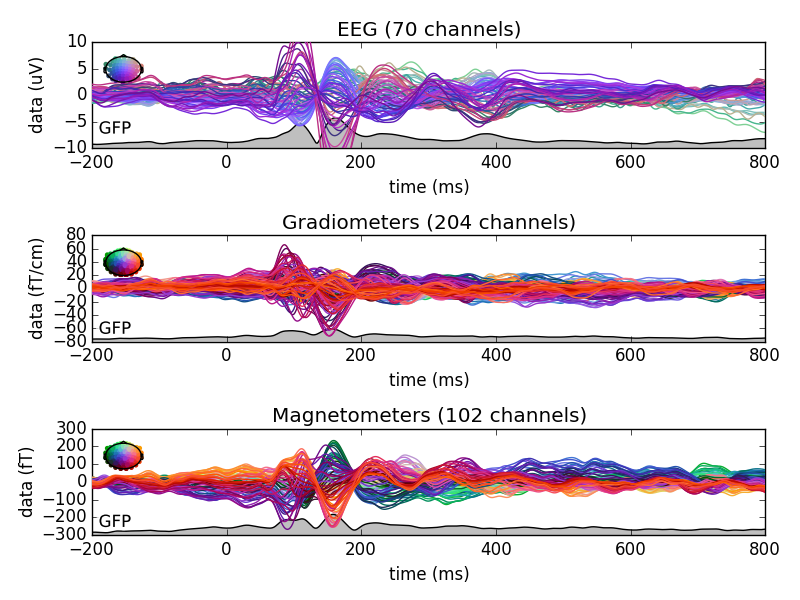 EEG (70 channels)
10
5
0
−5
−10
data (uV)
GFP
−200 0 200 400 600 800
time (ms)
Gradiometers (204 channels)
80
60
40
20
0
−20
−40
−60
−80
data (fT/cm)
GFP
−200 0 200 400 600 800
time (ms)
Magnetometers (102 channels)
300
200
100
0
−100
−200
−300
data (fT)
GFP
−200 0 200 400 600 800
time (ms)